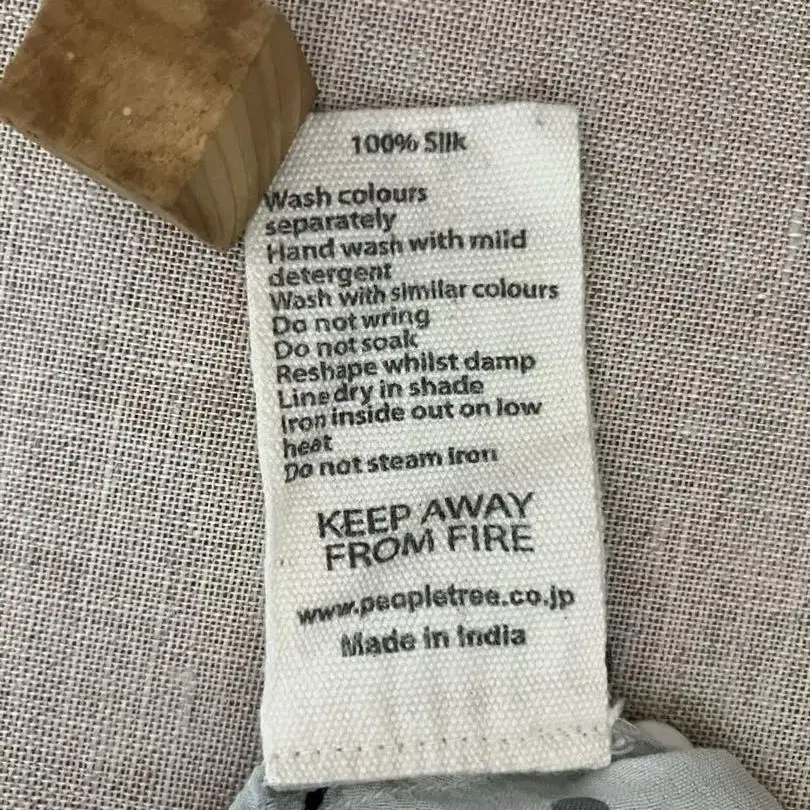 100% Silk
Wash colours
separately
Hand wash with mild
detergent
Wash with similar colours
Do not wring
Do not soak
Reshape whilst damp
Line dry in shade
Iron inside out on low
heat
Do not steam iron
KEEP AWAY
FROM FIRE
www.peopletree.co.jp
Made in India